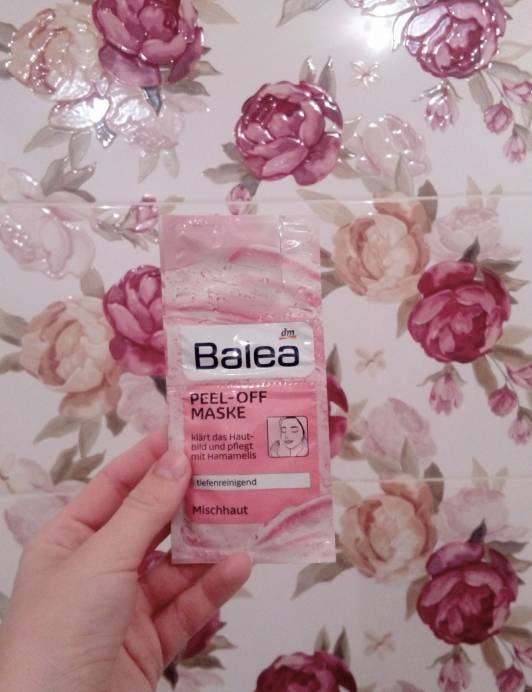 dm
Balea
PEEL-OFF
MASKE
klärt das Haut-
bild und pflegt
mit Hamamelis
tiefenreinigend
Mischhaut